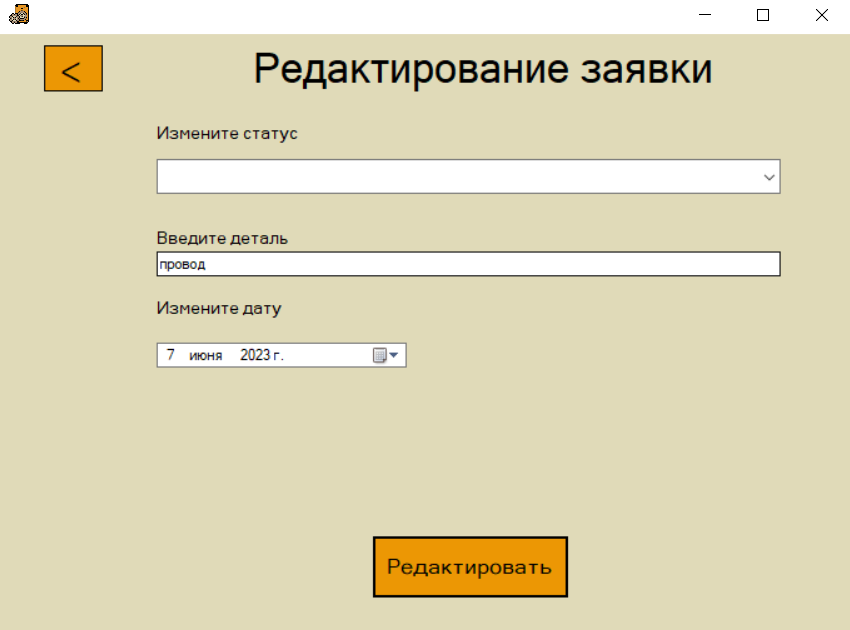 <
Редактирование заявки
Измените статус
Введите деталь
провод
Измените дату
7 июня 2023 г.
Редактировать